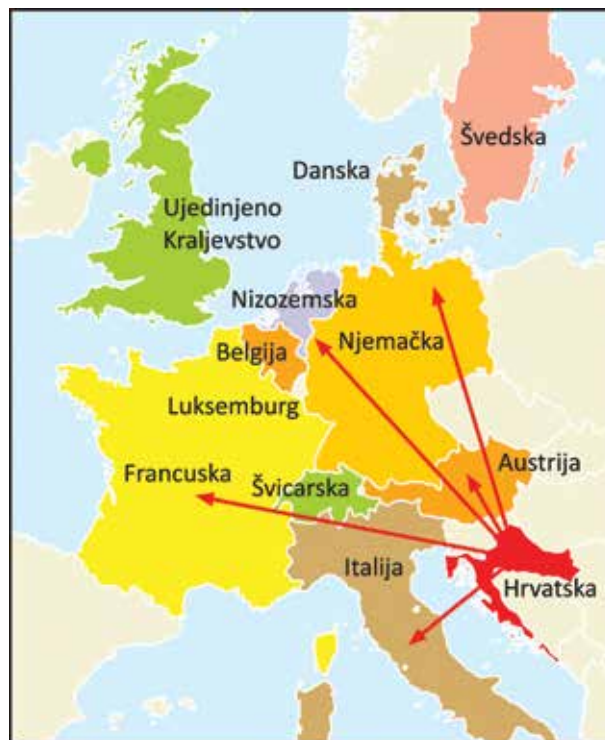 Švedska
Danska
Ujedinjeno
Kraljevstvo
Nizozemska
Belgija
Njemačka
Luksemburg
Austrija
Francuska
Švicarska
Italija
Hrvatska